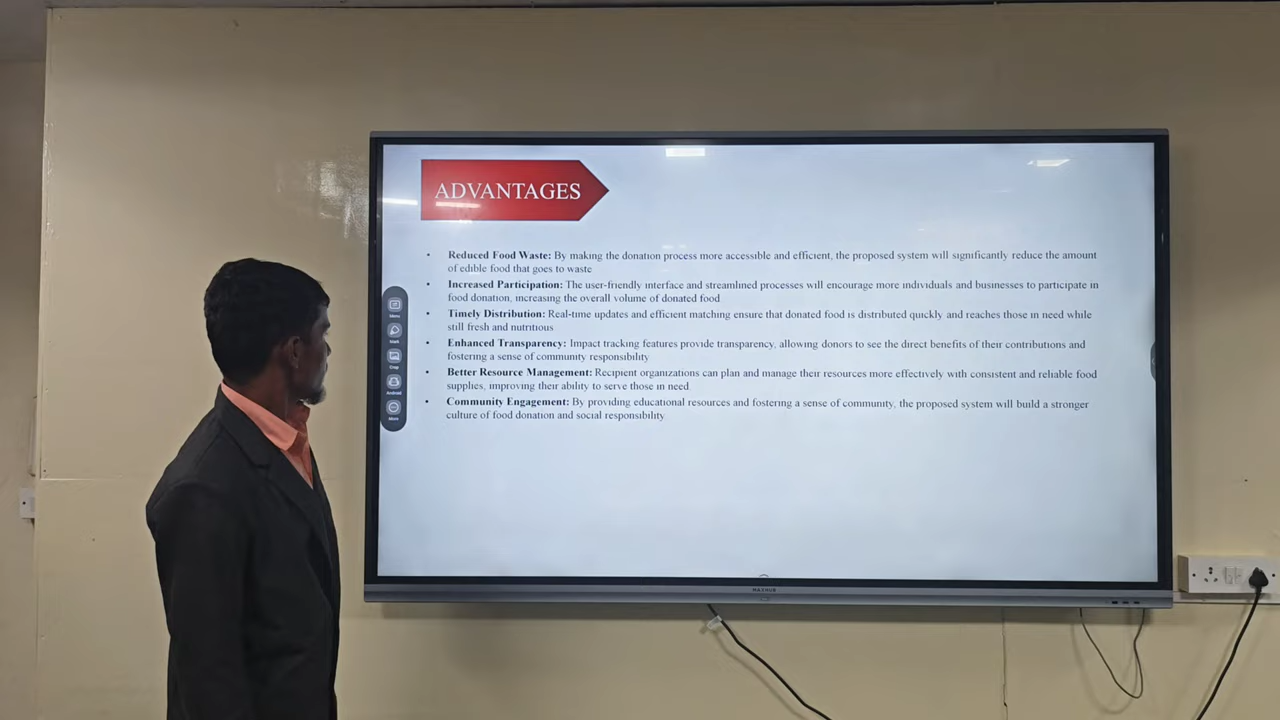 ADVANTAGES
• Reduced Food Waste: By making the donation process more accessible and efficient, the proposed system will significantly reduce the amount
of edible food that goes to waste
• Increased Participation: The user-friendly interface and streamlined processes will encourage more individuals and businesses to participate in
food donation, increasing the overall volume of donated food
• Timely Distribution: Real-time updates and efficient matching ensure that donated food is distributed quickly and reaches those in need while
still fresh and nutritious
• Enhanced Transparency: Impact tracking features provide transparency, allowing donors to see the direct benefits of their contributions and
fostering a sense of community responsibility
• Better Resource Management: Recipient organizations can plan and manage their resources more effectively with consistent and reliable food
supplies, improving their ability to serve those in need
• Community Engagement: By providing educational resources and fostering a sense of community, the proposed system will build a stronger
culture of food donation and social responsibility
Menu
Mark
Crop
Android
More
MAXHUB